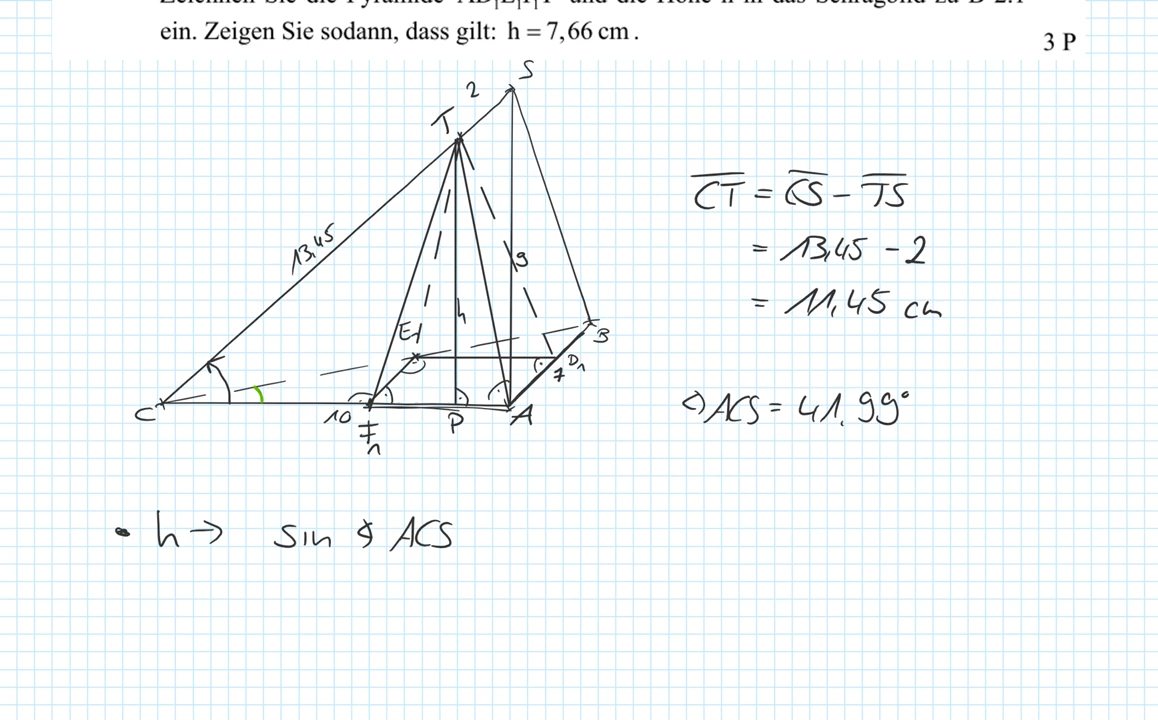 ein. Zeigen Sie sodann, dass gilt: h = 7,66 cm.
3 P
S
2
T
13,45
9
h
E1
B
D1
7
C
10
Fn
P
A
CT = CS - TS
= 13,45 - 2
= 11,45 cm
∢ ACS = 41,99°
• h → sin ∢ ACS